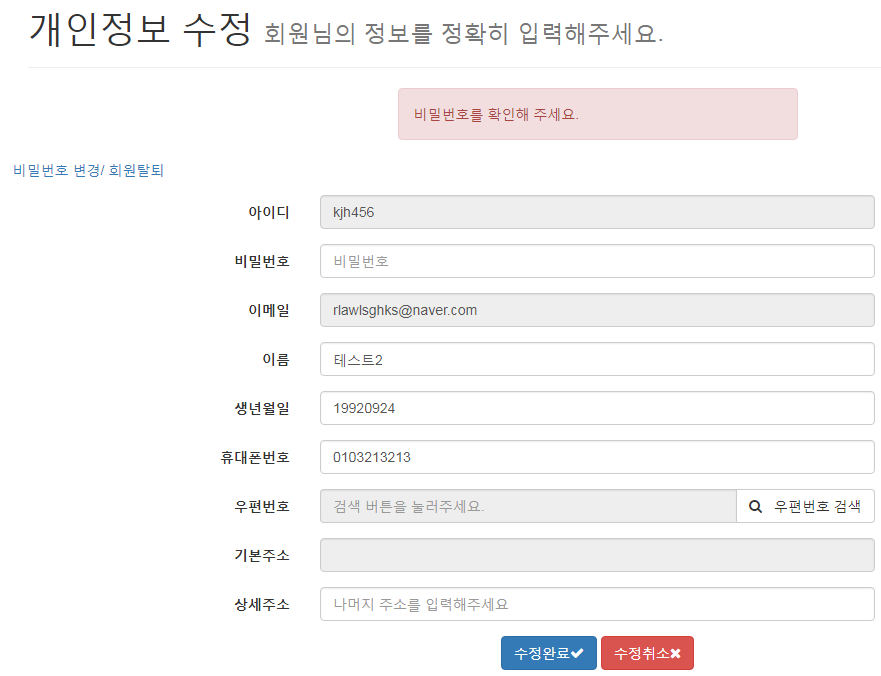 개인정보 수정 회원님의 정보를 정확히 입력해주세요.
비밀번호를 확인해 주세요.
비밀번호 변경/ 회원탈퇴
아이디 kjh456
비밀번호 비밀번호
이메일 rlawlsghks@naver.com
이름 테스트2
생년월일 19920924
휴대폰번호 0103213213
우편번호 검색 버튼을 눌러주세요. 우편번호 검색
기본주소
상세주소 나머지 주소를 입력해주세요
수정완료 수정취소